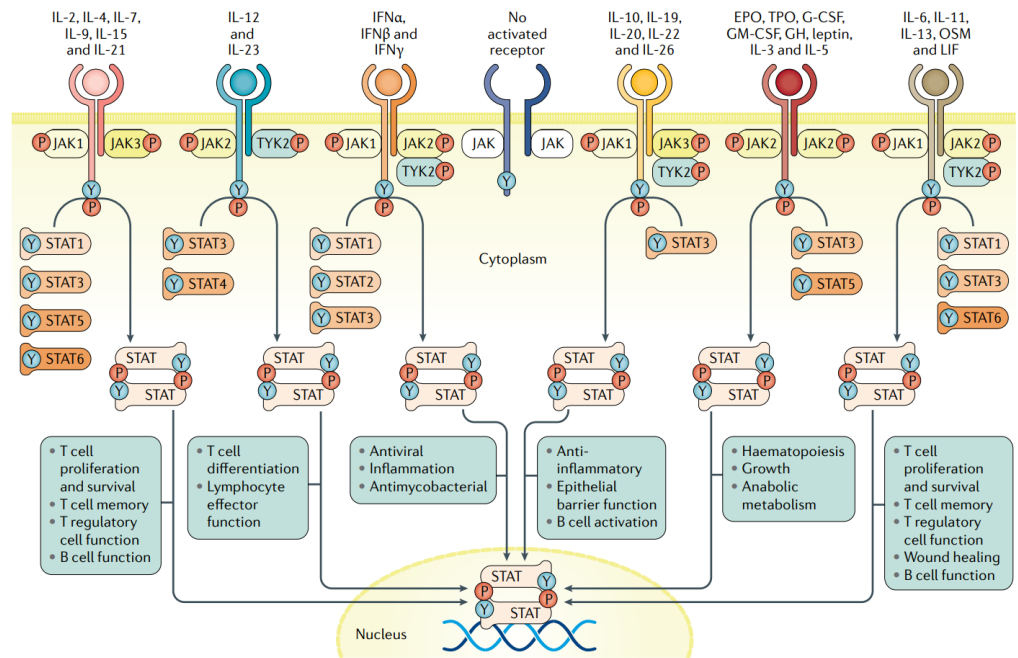 IL-2, IL-4, IL-7,
IL-9, IL-15
and IL-21
IL-12
and
IL-23
IFNα,
IFNβ and
IFNγ
No
activated
receptor
IL-10, IL-19,
IL-20, IL-22
and IL-26
EPO, TPO, G-CSF,
GM-CSF, GH, leptin,
IL-3 and IL-5
IL-6, IL-11,
IL-13, OSM
and LIF
P JAK1 JAK3 P
P JAK2 TYK2 P
P JAK1 JAK2 P
TYK2 P
JAK JAK
P JAK1 JAK3 P
TYK2 P
P JAK2 JAK2 P
P JAK1 JAK2 P
TYK2 P
Y
P
Y
P
Y
P
Y
Y
P
Y
P
Y
P
Y STAT1
Y STAT3
Y STAT5
Y STAT6
Y STAT3
Y STAT4
Y STAT1
Y STAT2
Y STAT3
Cytoplasm
Y STAT3
Y STAT3
Y STAT5
Y STAT1
Y STAT3
Y STAT6
STAT Y
P P
Y STAT
STAT Y
P P
Y STAT
STAT Y
P P
Y STAT
STAT Y
P P
Y STAT
STAT Y
P P
Y STAT
STAT Y
P P
Y STAT
• T cell
proliferation
and survival
• T cell memory
• T regulatory
cell function
• B cell function
• T cell
differentiation
• Lymphocyte
effector
function
• Antiviral
• Inflammation
• Antimycobacterial
• Anti-
inflammatory
• Epithelial
barrier function
• B cell activation
• Haematopoiesis
• Growth
• Anabolic
metabolism
• T cell
proliferation
and survival
• T cell memory
• T regulatory
cell function
• Wound healing
• B cell function
STAT Y
P P
Y STAT
Nucleus